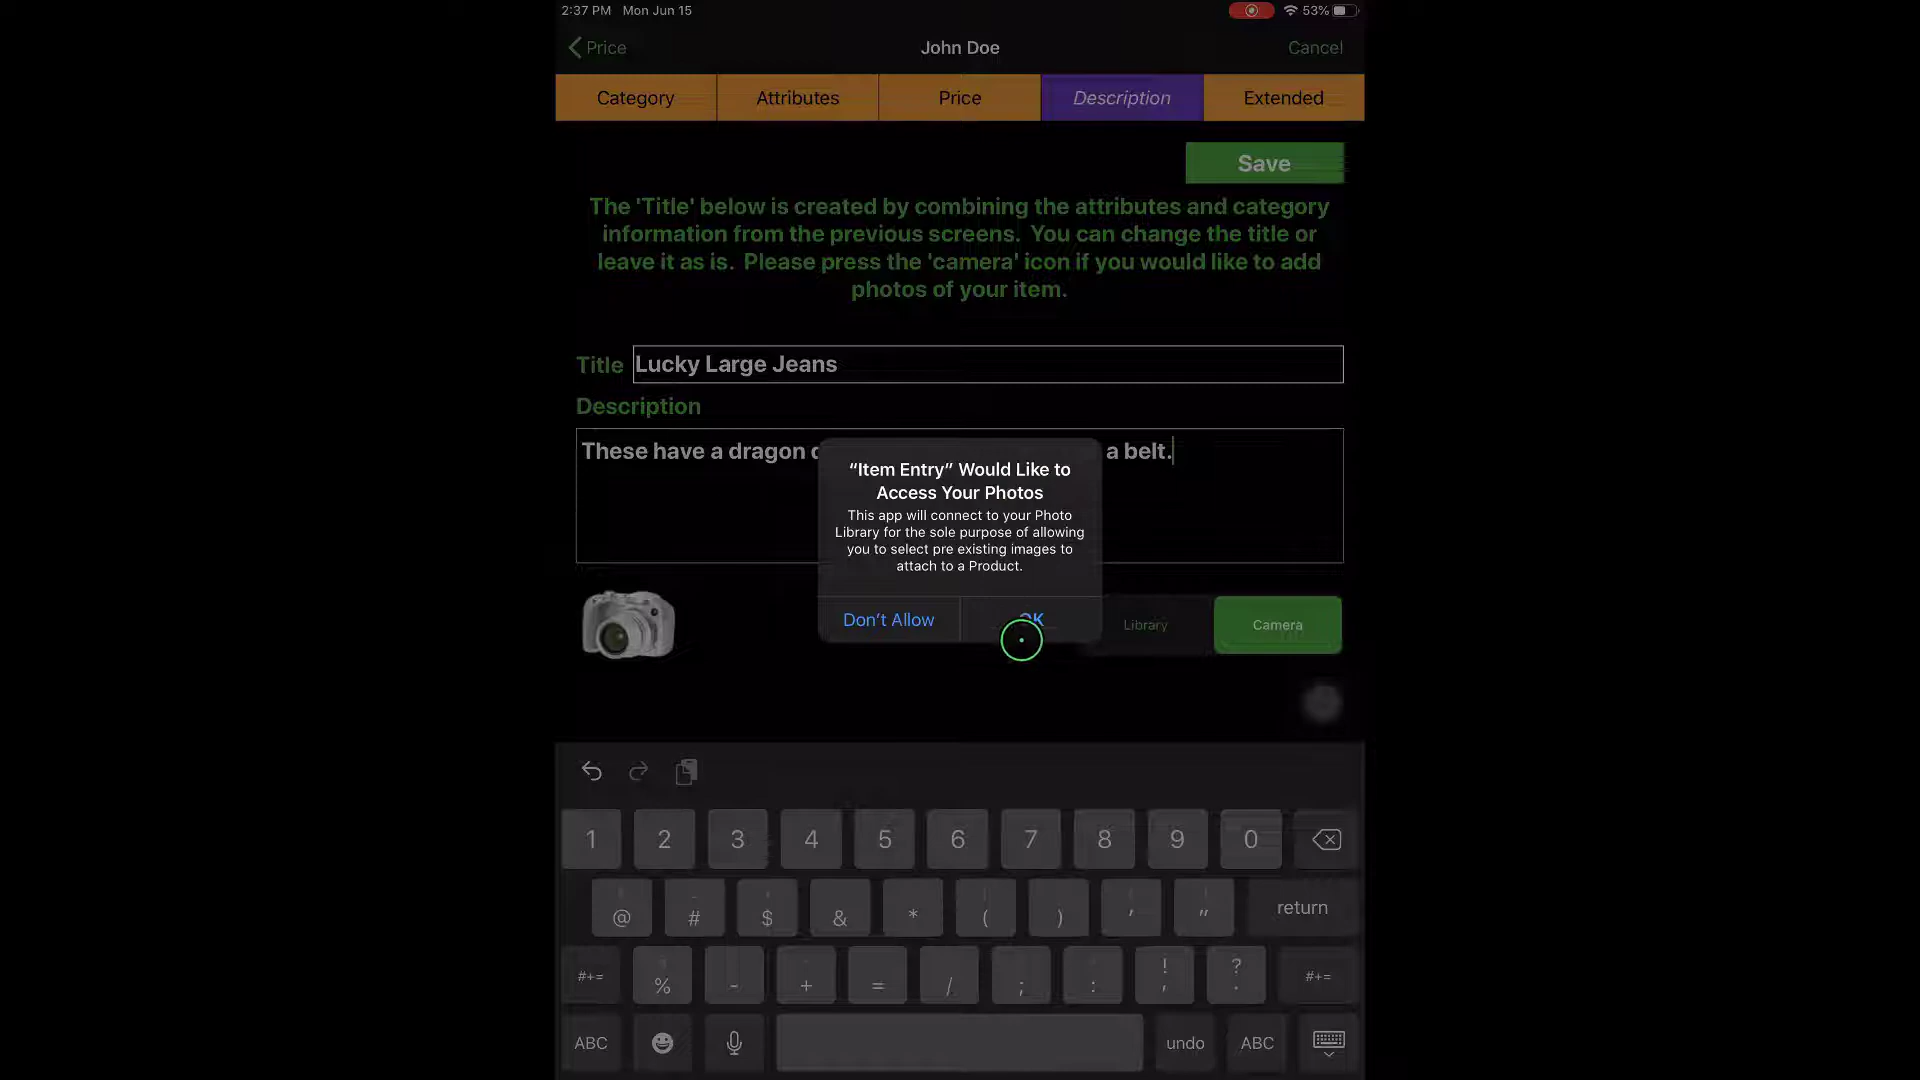 2:37 PM Mon Jun 15
53%
Price
John Doe
Cancel
Category
Attributes
Price
Description
Extended
Save
The 'Title' below is created by combining the attributes and category
information from the previous screens. You can change the title or
leave it as is. Please press the 'camera' icon if you would like to add
photos of your item.
Title
Lucky Large Jeans
Description
These have a dragon
a belt.
“Item Entry” Would Like to
Access Your Photos
This app will connect to your Photo
Library for the sole purpose of allowing
you to select pre existing images to
attach to a Product.
Don’t Allow
OK
Library
Camera
1 2 3 4 5 6 7 8 9 0
@ # $ & * ( ) ' "
return
#+= % - + = / ; : ! , ? . #+=
ABC
undo
ABC